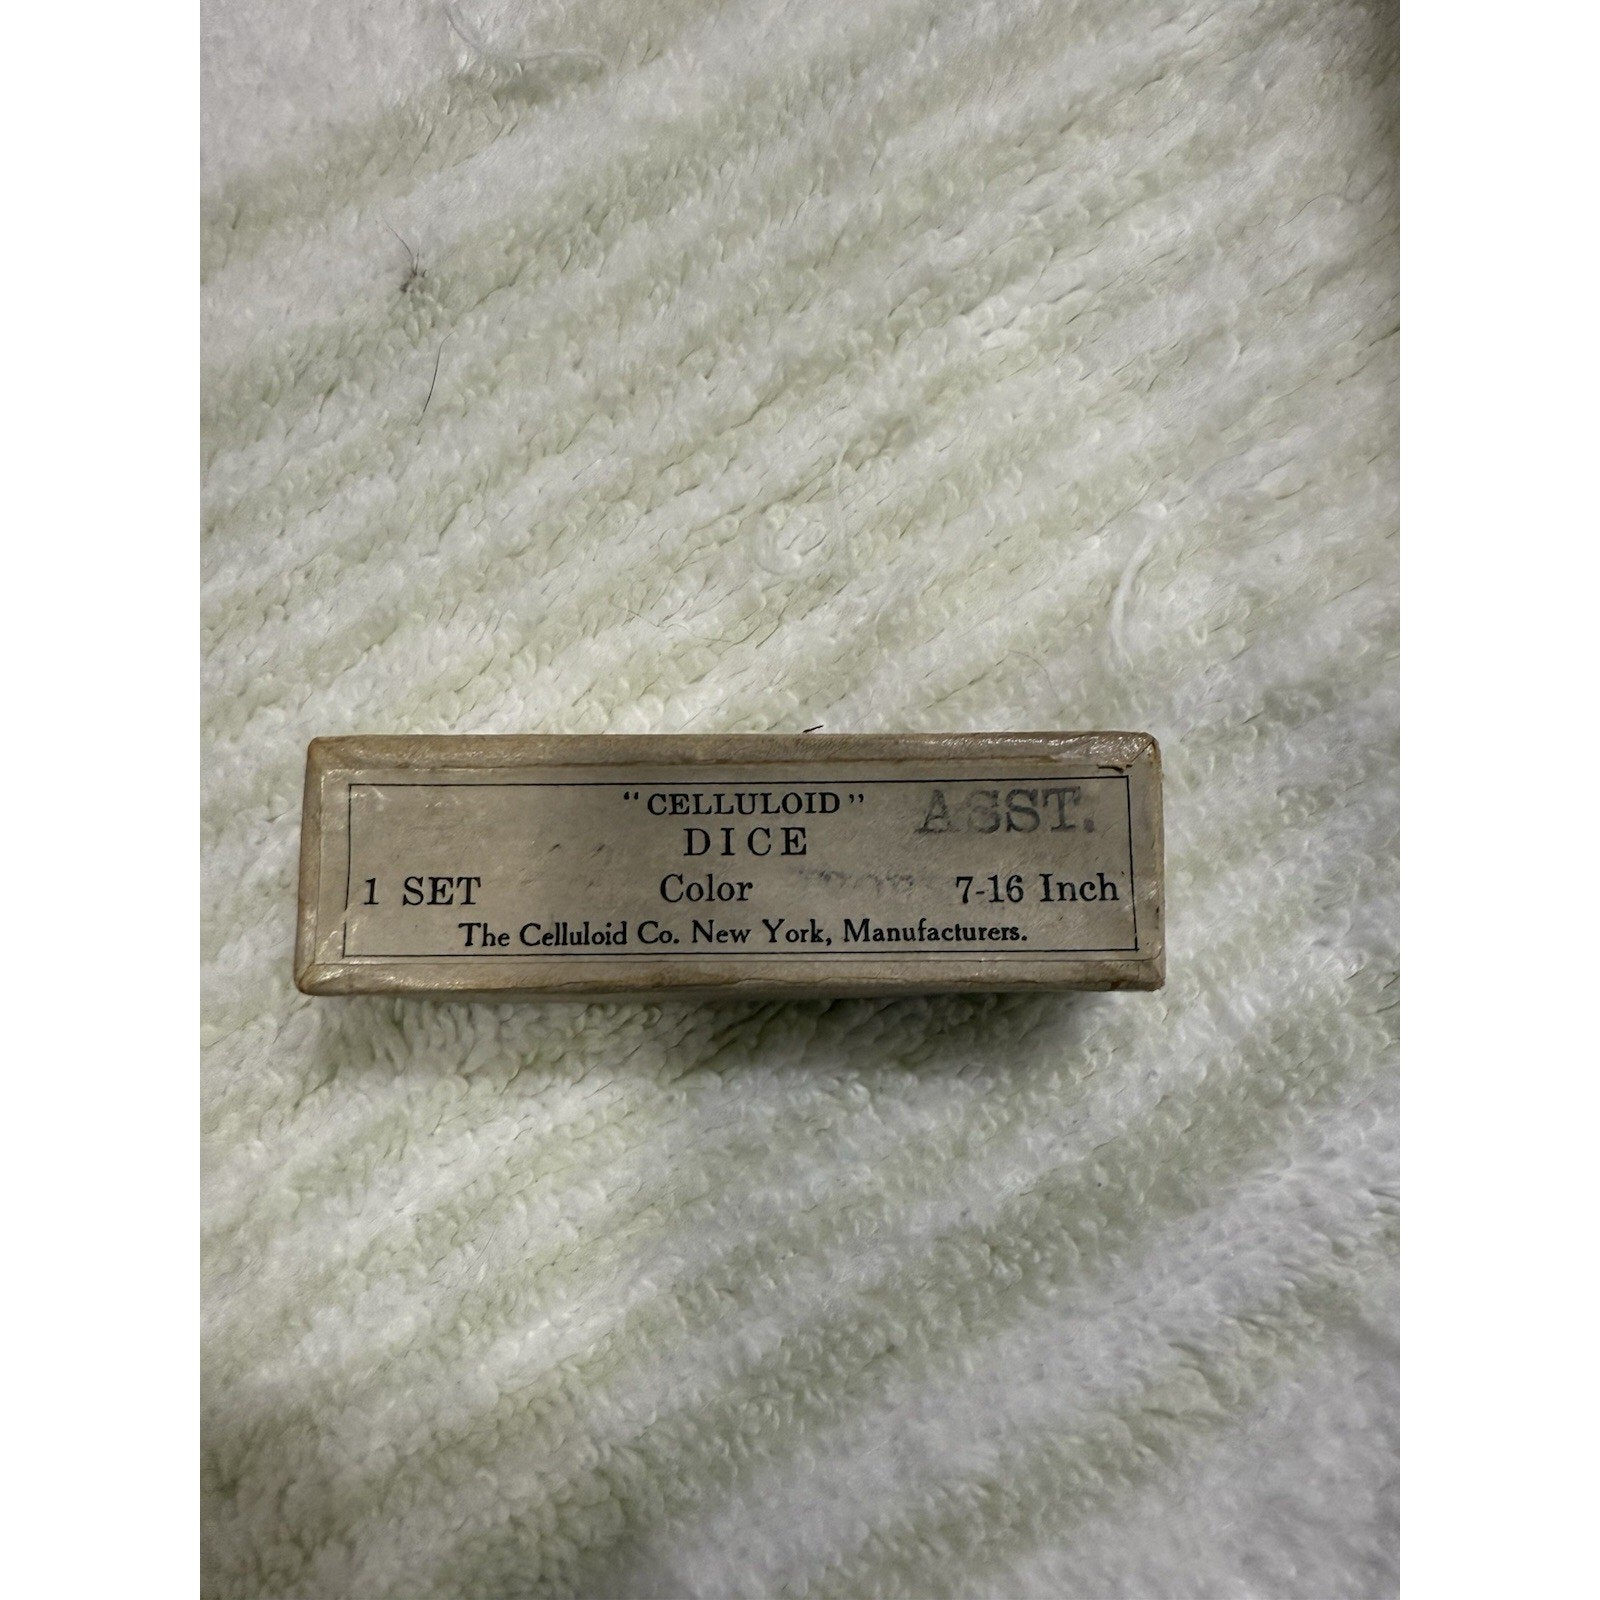 "CELLULOID" ASST.
DICE
1 SET Color 7-16 Inch
The Celluloid Co. New York, Manufacturers.